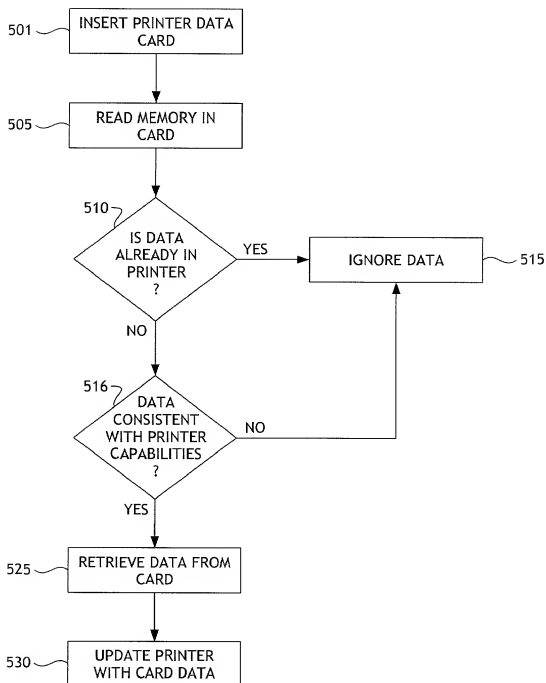 501
INSERT PRINTER DATA
CARD
505
READ MEMORY IN
CARD
510
IS DATA
ALREADY IN
PRINTER
?
YES
IGNORE DATA
515
NO
516
DATA
CONSISTENT
WITH PRINTER
CAPABILITIES
?
NO
YES
525
RETRIEVE DATA FROM
CARD
530
UPDATE PRINTER
WITH CARD DATA